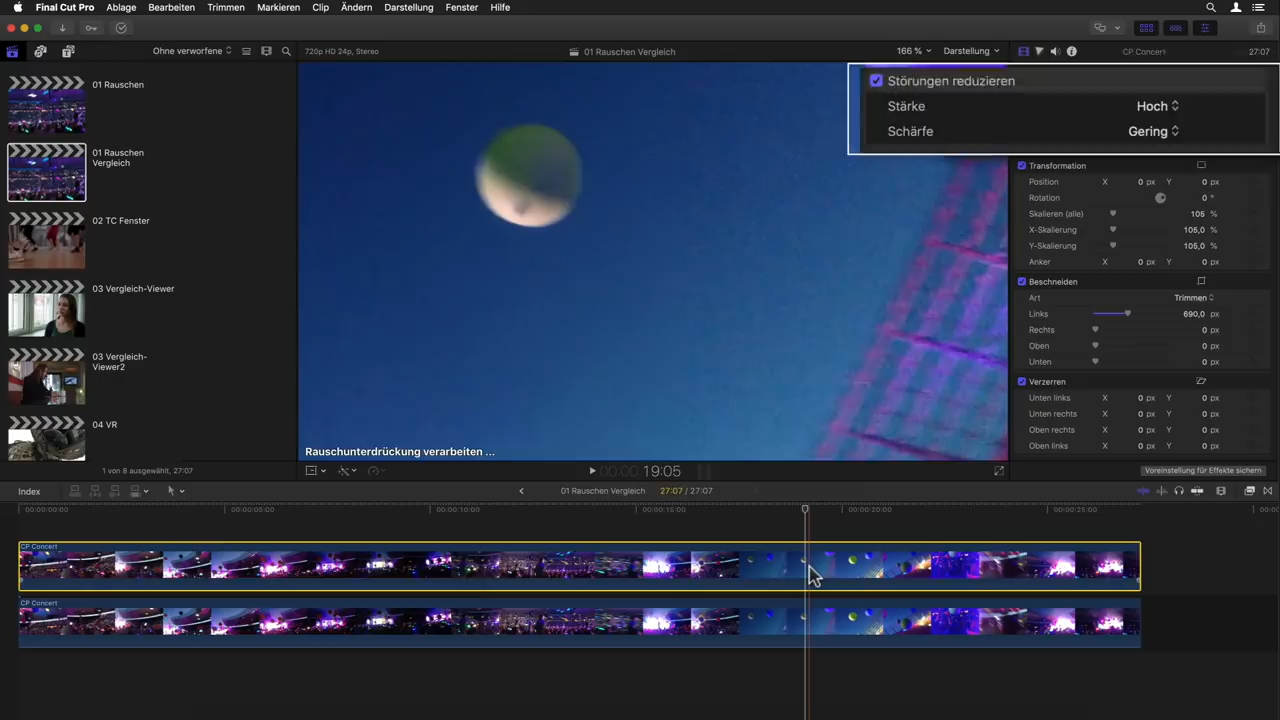 Final Cut Pro Ablage Bearbeiten Trimmen Markieren Clip Ändern Darstellung Fenster Hilfe
Ohne verworfene
720p HD 24p, Stereo
01 Rauschen Vergleich
166 %
Darstellung
CP Concert
27:07
01 Rauschen
01 Rauschen
Vergleich
02 TC Fenster
03 Vergleich-Viewer
03 Vergleich-
Viewer2
04 VR
1 von 8 ausgewählt, 27:07
Rauschunterdrückung verarbeiten ...
00:00:00 19:05
Störungen reduzieren
Stärke Hoch
Schärfe Gering
Transformation
Position X 0 px Y 0 px
Rotation 0 °
Skalieren (alle) 105 %
X-Skalierung 105,0 %
Y-Skalierung 105,0 %
Anker X 0 px Y 0 px
Beschneiden
Art Trimmen
Links 690,0 px
Rechts 0 px
Oben 0 px
Unten 0 px
Verzerren
Unten links X 0 px Y 0 px
Unten rechts X 0 px Y 0 px
Oben rechts X 0 px Y 0 px
Oben links X 0 px Y 0 px
Voreinstellung für Effekte sichern
Index
01 Rauschen Vergleich 27:07 / 27:07
00:00:00:00 00:00:05:00 00:00:10:00 00:00:15:00 00:00:20:00 00:00:25:00
CP Concert
CP Concert